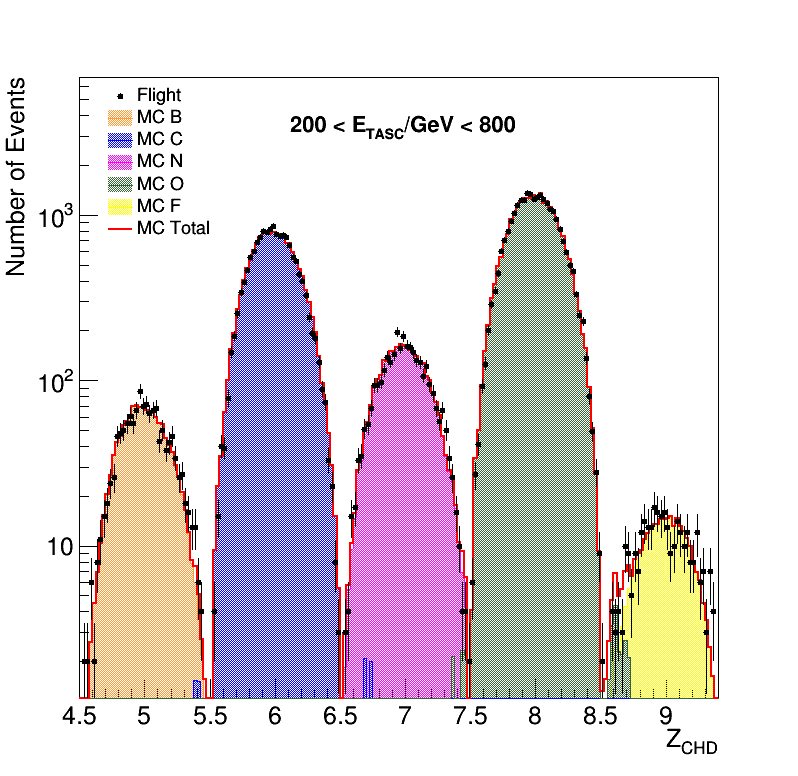 Number of Events
Flight
MC B
MC C
MC N
MC O
MC F
MC Total
200 < E_TASC/GeV < 800
10³
10²
10
4.5 5 5.5 6 6.5 7 7.5 8 8.5 9
Z_CHD